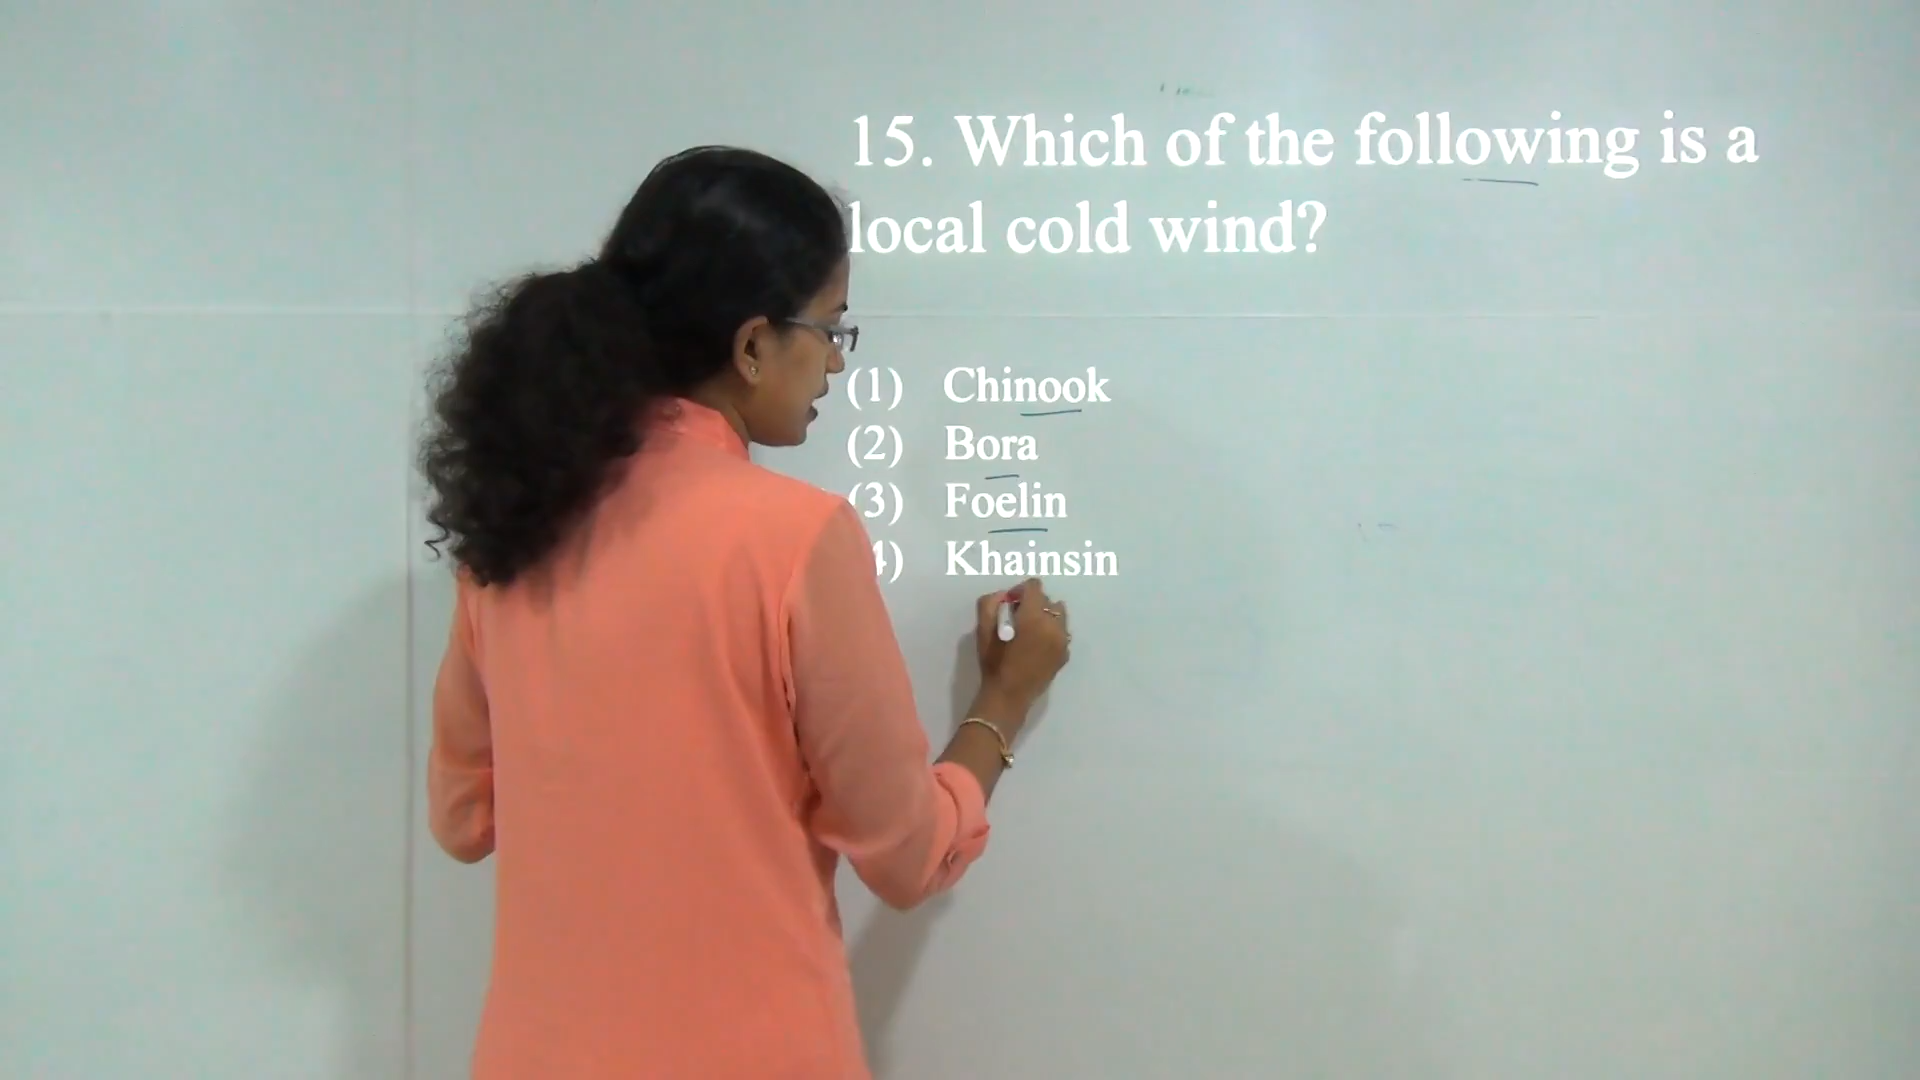 15. Which of the following is a
local cold wind?
(1) Chinook
(2) Bora
(3) Foelin
4) Khainsin